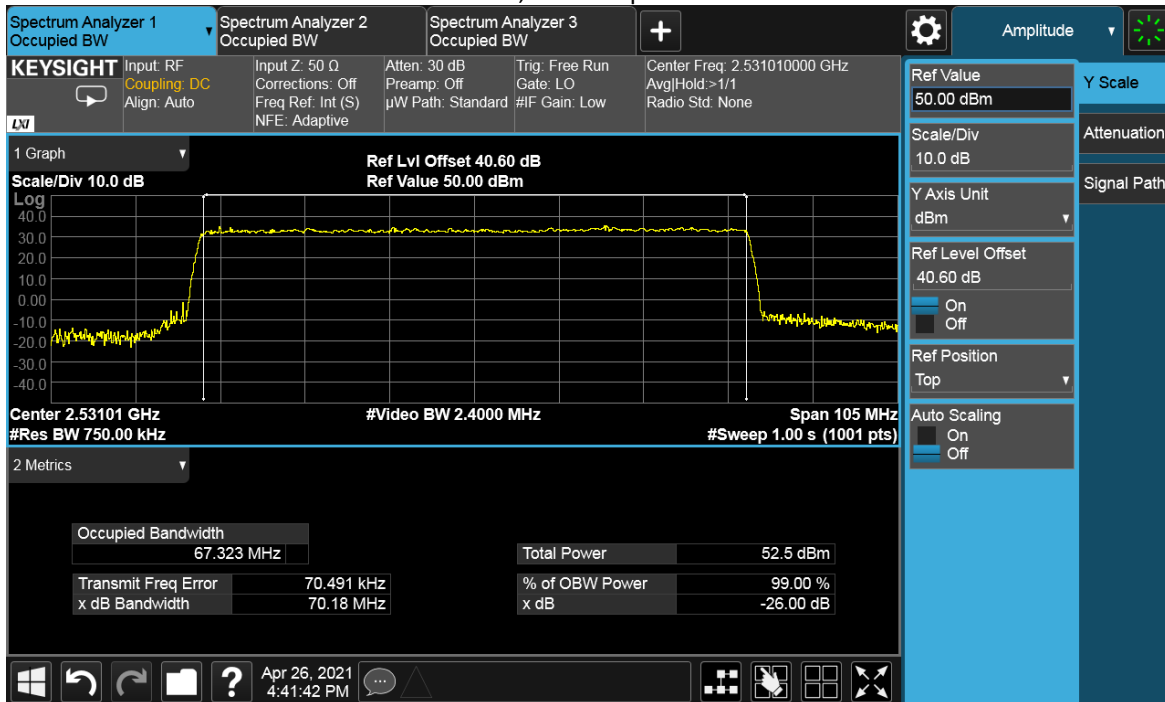 Spectrum Analyzer 1
Occupied BW
Spectrum Analyzer 2
Occupied BW
Spectrum Analyzer 3
Occupied BW
Amplitude
KEYSIGHT
LXI
Input: RF
Coupling: DC
Align: Auto
Input Z: 50 Ω
Corrections: Off
Freq Ref: Int (S)
NFE: Adaptive
Atten: 30 dB
Preamp: Off
µW Path: Standard
Trig: Free Run
Gate: LO
#IF Gain: Low
Center Freq: 2.531010000 GHz
Avg|Hold:>1/1
Radio Std: None
1 Graph
Scale/Div 10.0 dB
Ref Lvl Offset 40.60 dB
Ref Value 50.00 dBm
Log
40.0
30.0
20.0
10.0
0.00
-10.0
-20.0
-30.0
-40.0
Center 2.53101 GHz
#Video BW 2.4000 MHz
Span 105 MHz
#Res BW 750.00 kHz
#Sweep 1.00 s (1001 pts)
2 Metrics
Occupied Bandwidth
67.323 MHz
Total Power 52.5 dBm
Transmit Freq Error 70.491 kHz
% of OBW Power 99.00 %
x dB Bandwidth 70.18 MHz
x dB -26.00 dB
Apr 26, 2021
4:41:42 PM
Ref Value
50.00 dBm
Scale/Div
10.0 dB
Y Axis Unit
dBm
Ref Level Offset
40.60 dB
On
Off
Ref Position
Top
Auto Scaling
On
Off
Y Scale
Attenuation
Signal Path